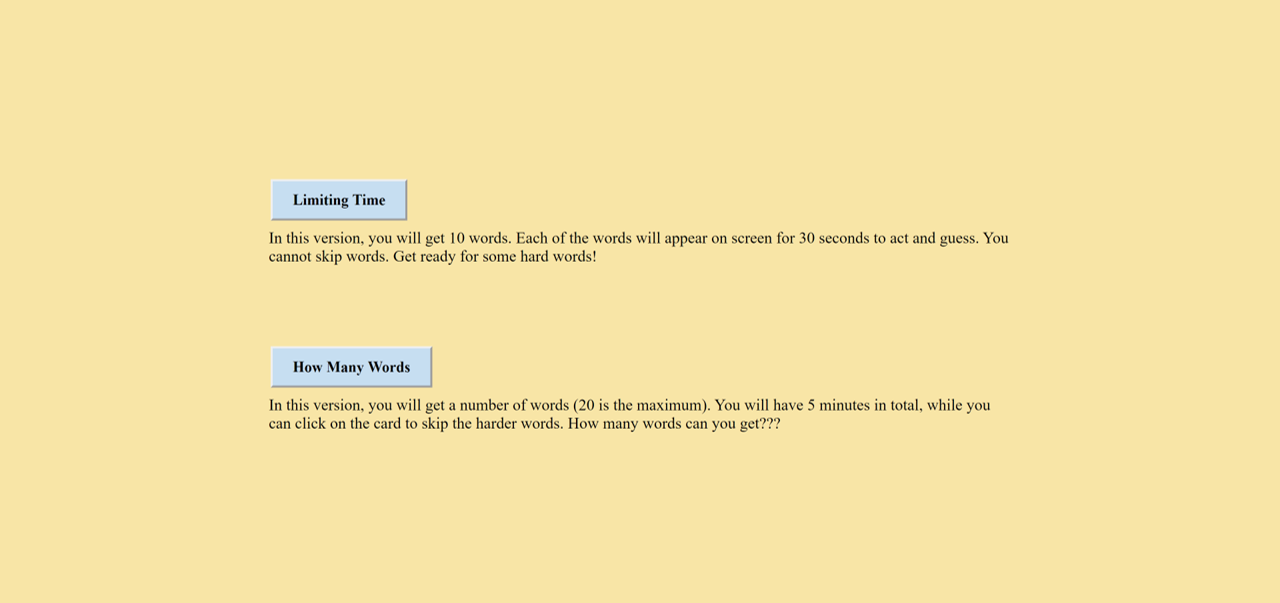 Limiting Time
In this version, you will get 10 words. Each of the words will appear on screen for 30 seconds to act and guess. You
cannot skip words. Get ready for some hard words!
How Many Words
In this version, you will get a number of words (20 is the maximum). You will have 5 minutes in total, while you
can click on the card to skip the harder words. How many words can you get???